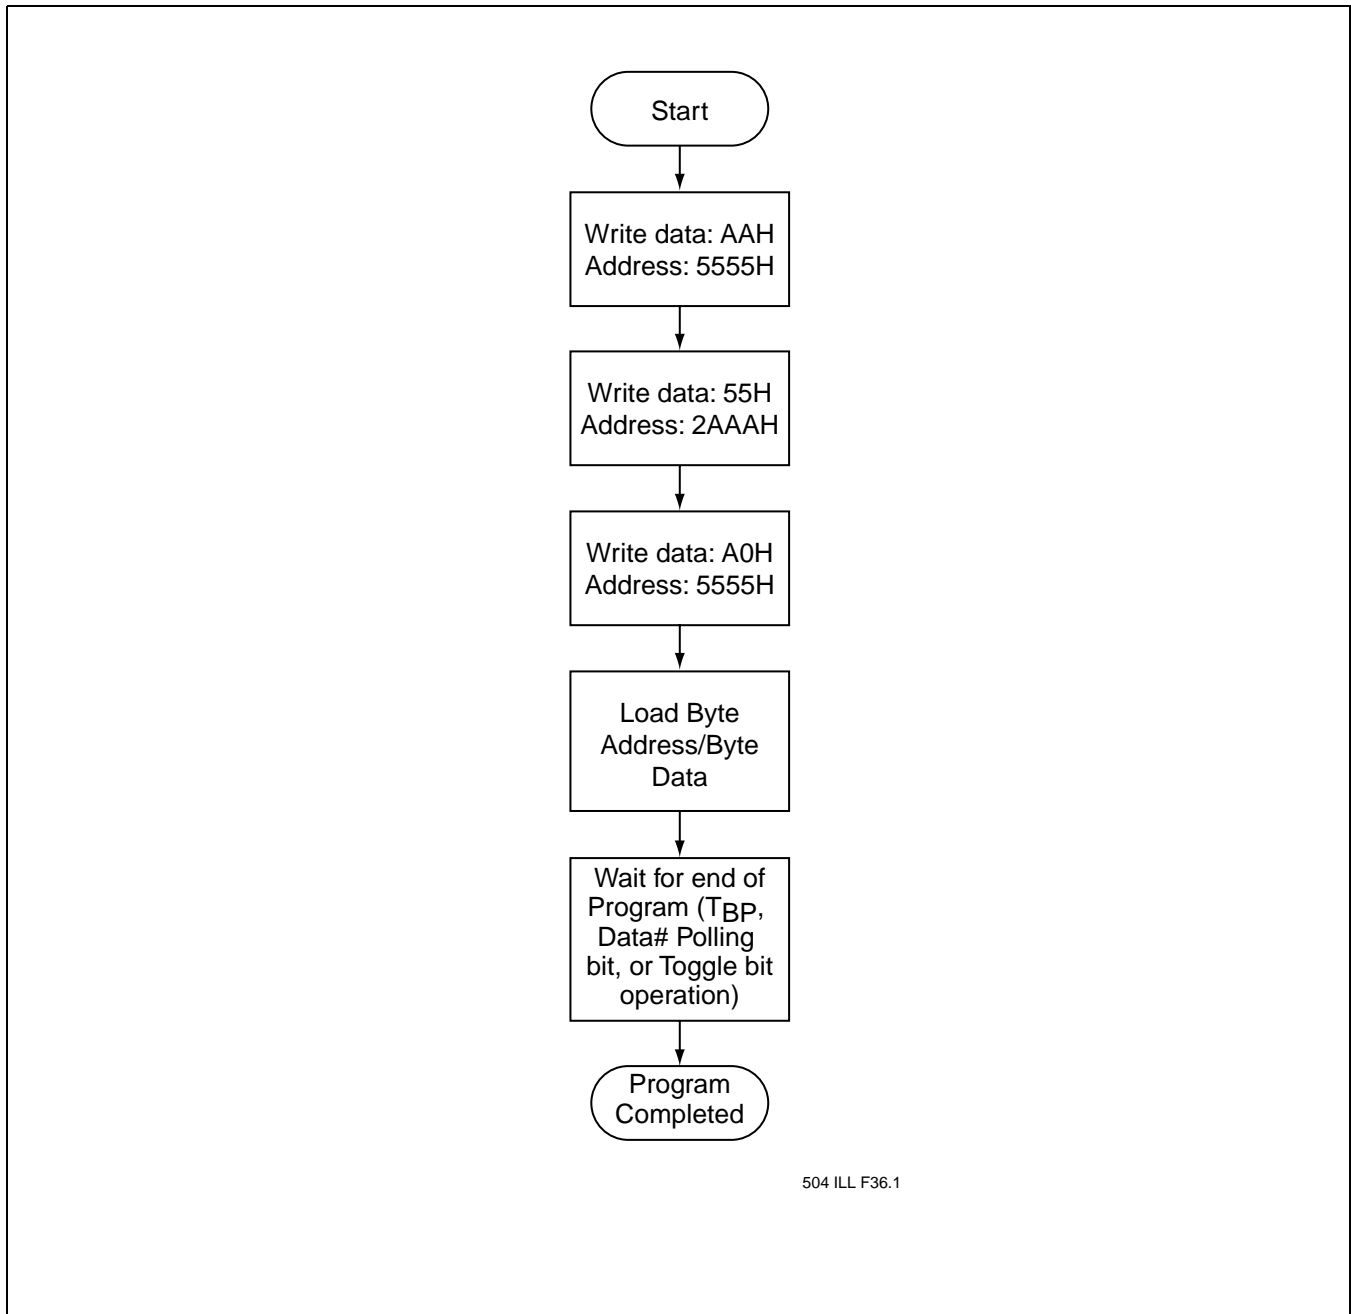 Start
Write data: AAH
Address: 5555H
Write data: 55H
Address: 2AAAH
Write data: A0H
Address: 5555H
Load Byte
Address/Byte
Data
Wait for end of
Program (TBP,
Data# Polling
bit, or Toggle bit
operation)
Program
Completed
504 ILL F36.1